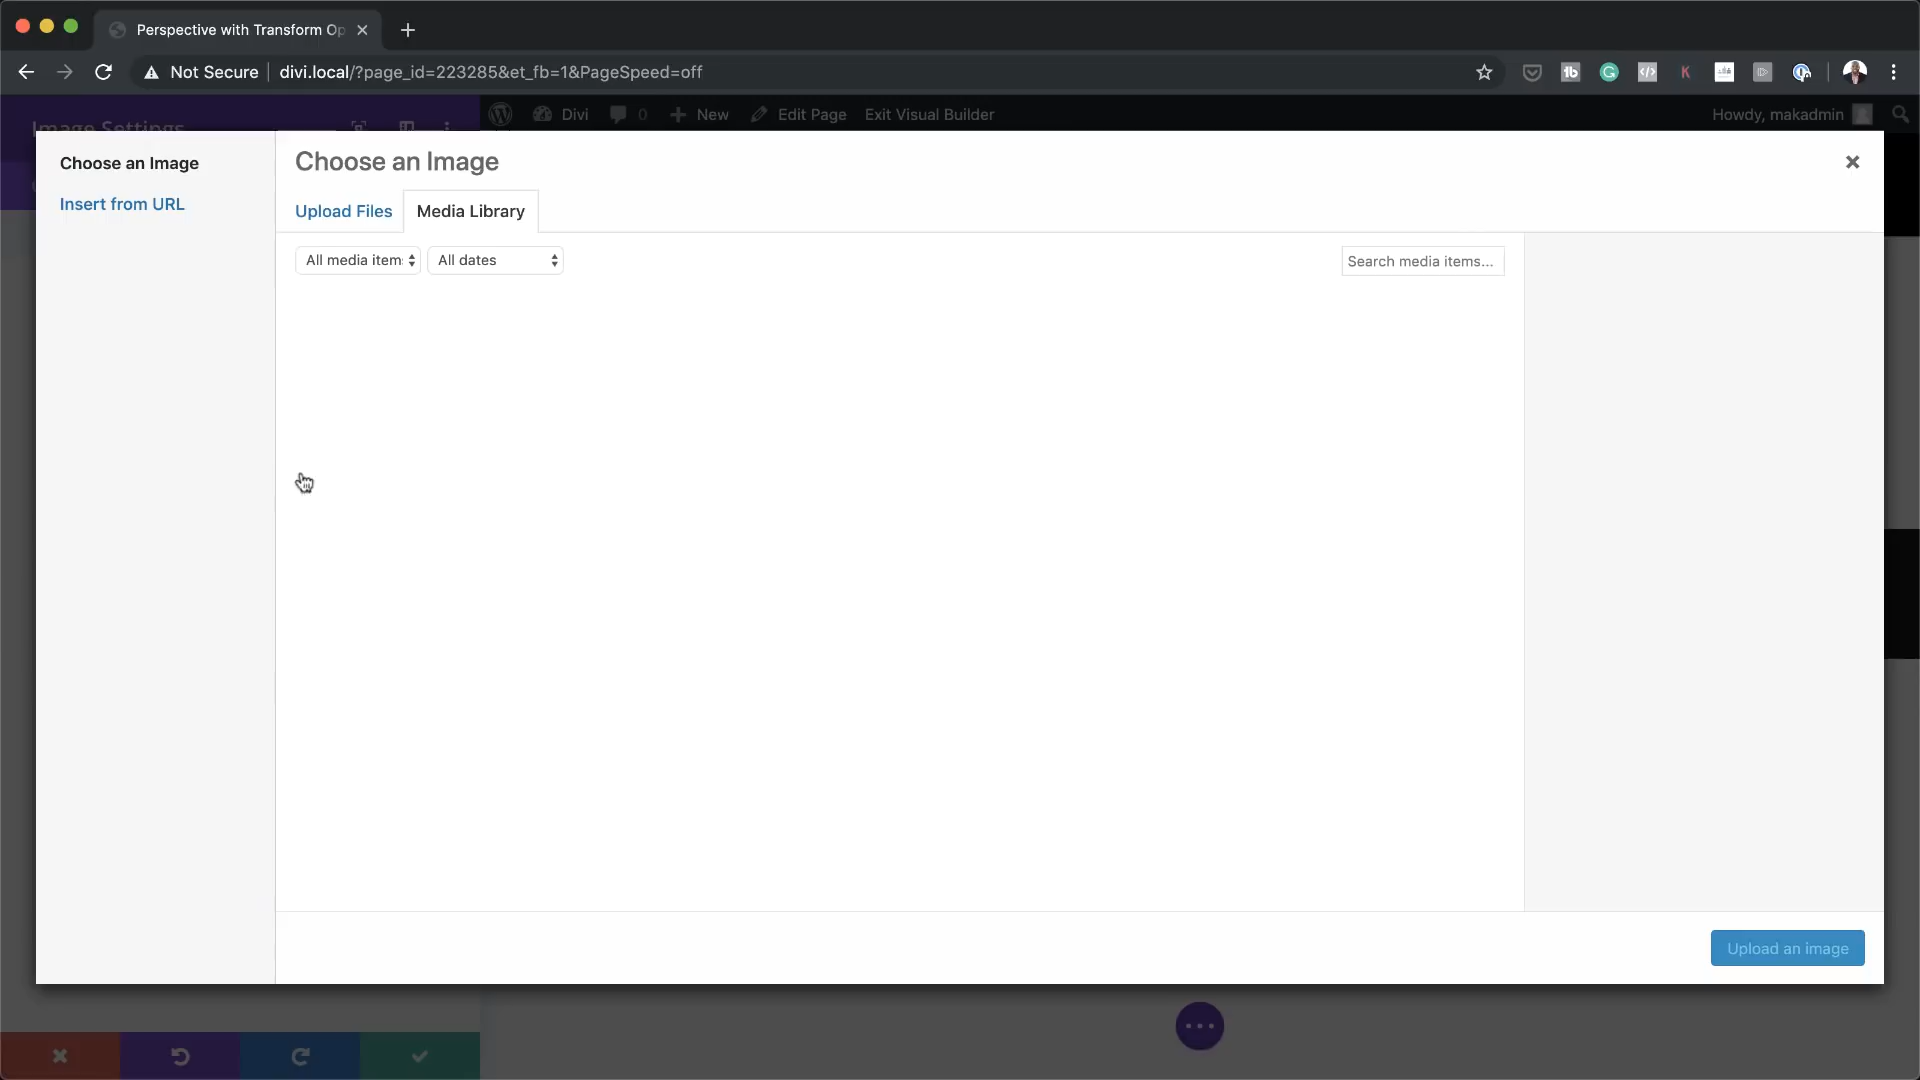 Perspective with Transform Op
Not Secure
divi.local/?page_id=223285&et_fb=1&PageSpeed=off
Image Settings
Divi
0
New
Edit Page
Exit Visual Builder
Howdy, makadmin
Choose an Image
Insert from URL
Choose an Image
Upload Files
Media Library
All media item
All dates
Search media items...
Upload an image